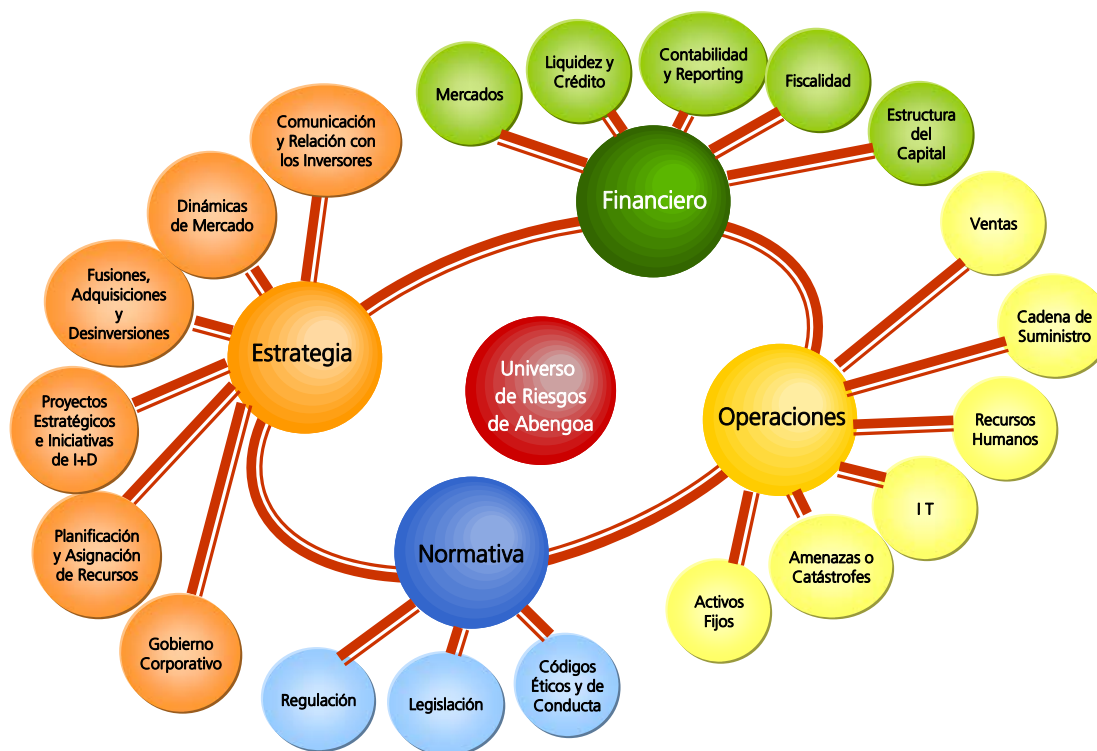 Mercados
Liquidez y
Crédito
Contabilidad
y Reporting
Fiscalidad
Estructura
del
Capital
Financiero
Comunicación
y Relación con
los Inversores
Dinámicas
de Mercado
Fusiones,
Adquisiciones
y
Desinversiones
Proyectos
Estratégicos
e Iniciativas
de I+D
Planificación
y Asignación
de Recursos
Gobierno
Corporativo
Estrategia
Universo
de Riesgos
de Abengoa
Operaciones
Ventas
Cadena de
Suministro
Recursos
Humanos
I T
Amenazas o
Catástrofes
Activos
Fijos
Normativa
Regulación
Legislación
Códigos
Éticos y de
Conducta